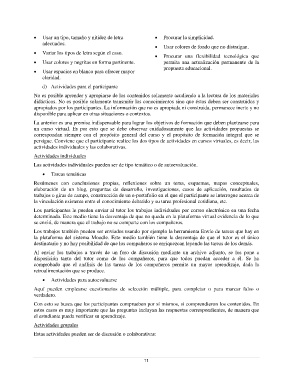 • Usar un tipo, tamaño y nitidez de letra
adecuados.
• Variar los tipos de letra según el caso.
• Usar colores y negritas en forma pertinente.
• Usar espacios en blanco para ofrecer mayor
claridad.
• Procurar la simplicidad.
• Usar colores de fondo que no distraigan.
• Procurar una flexibilidad tecnológica que
permita una actualización permanente de la
propuesta educacional.
Actividades para el participante
No es posible aprender y apropiarse de los contenidos solamente acudiendo a la lectura de los materiales
didácticos. No es posible solamente transmitir los conocimientos sino que éstos deben ser construidos y
apropiados por los participantes. La información que no es apropiada, ni construida, permanece inerte y no
disponible para aplicar en otras situaciones o contextos.
Lo anterior es una premisa indispensable para lograr los objetivos de formación que deben plantearse para
un curso virtual. Es por esto que se debe observar cuidadosamente que las actividades propuestas se
correspondan siempre con el propósito general del curso y el propósito de formación integral que se
persigue. Conviene que el participante realice los dos tipos de actividades en cursos virtuales, es decir, las
actividades individuales y las colaborativas.
Actividades individuales
Las actividades individuales pueden ser de tipo temático o de autoevaluación.
• Tareas temáticas
Resúmenes con conclusiones propias, reflexiones sobre un tema, esquemas, mapas conceptuales,
elaboración de un blog, preguntas de desarrollo, investigaciones, casos de aplicación, resultados de
trabajos o giras de campo, construcción de un e-portafolio en el que el participante se interrogue acerca de
la vinculación existente entre el conocimiento detallado y su área profesional cotidiana, etc.
Los participantes la pueden enviar al tutor los trabajos individuales por correo electrónico en una fecha
determinada. Este medio tiene la desventaja de que no queda en la plataforma virtual evidencia de lo que
se envió, de manera que el trabajo no se comparte con los compañeros.
Los trabajos también pueden ser enviados usando por ejemplo la herramienta Envío de tareas que hay en
la plataforma del sistema Moodle. Este medio también tiene la desventaja de que el tutor es el único
destinatario y no hay posibilidad de que los compañeros se enriquezcan leyendo las tareas de los demás.
Al enviar los trabajos a través de un foro de discusión mediante un archivo adjunto, se los pone a
disposición tanto del tutor como de los compañeros, para que todos puedan acceder a él. Se ha
comprobado que el análisis de las tareas de los compañeros permite un mayor aprendizaje, dada la
retroalimentación que se produce.
• Actividades para autoevaluarse
Aquí pueden emplearse cuestionarios de selección múltiple, para completar o para marcar falso o
verdadero.
Con esto se busca que los participantes comprueben por sí mismos, si comprendieron los contenidos. En
estos casos es muy importante que las preguntas incluyan las respuestas correspondientes, de manera que
el estudiante pueda verificar su aprendizaje.
Actividades grupales
Estas actividades pueden ser de discusión o colaborativas:
11